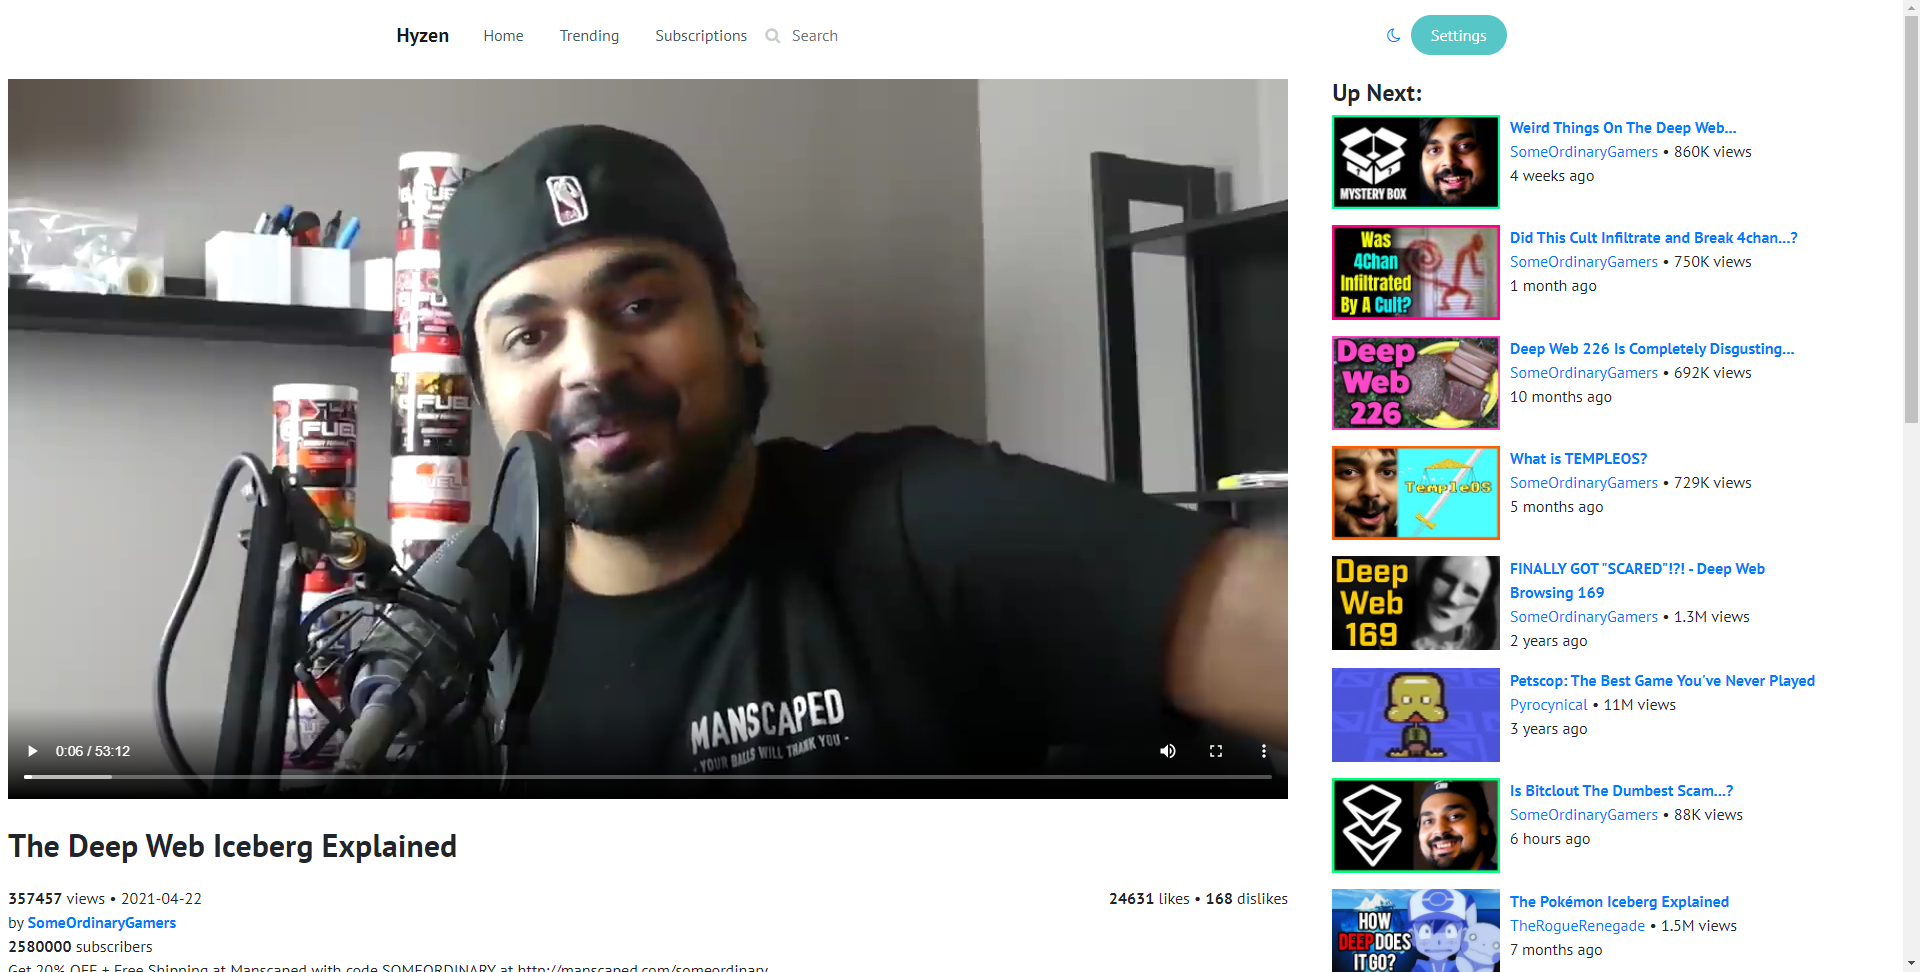 Hyzen Home Trending Subscriptions Search Settings
MANSCAPED
- YOUR BALLS WILL THANK YOU -
G FUEL
G FUEL
0:06 / 53:12
The Deep Web Iceberg Explained
357457 views • 2021-04-22
24631 likes • 168 dislikes
by SomeOrdinaryGamers
2580000 subscribers
Get 20% OFF + Free Shipping at Manscaped with code SOMEORDINARY at http://manscaped.com/someordinary
Up Next:
MYSTERY BOX
Weird Things On The Deep Web...
SomeOrdinaryGamers • 860K views
4 weeks ago
Was
4Chan
Infiltrated
By A Cult?
Did This Cult Infiltrate and Break 4chan...?
SomeOrdinaryGamers • 750K views
1 month ago
Deep
Web
226
Deep Web 226 Is Completely Disgusting...
SomeOrdinaryGamers • 692K views
10 months ago
TempleOS
What is TEMPLEOS?
SomeOrdinaryGamers • 729K views
5 months ago
Deep
Web
169
FINALLY GOT "SCARED"!?! - Deep Web
Browsing 169
SomeOrdinaryGamers • 1.3M views
2 years ago
Petscop: The Best Game You've Never Played
Pyrocynical • 11M views
3 years ago
Is Bitclout The Dumbest Scam...?
SomeOrdinaryGamers • 88K views
6 hours ago
HOW
DEEP DOES
IT GO?
The Pokémon Iceberg Explained
TheRogueRenegade • 1.5M views
7 months ago